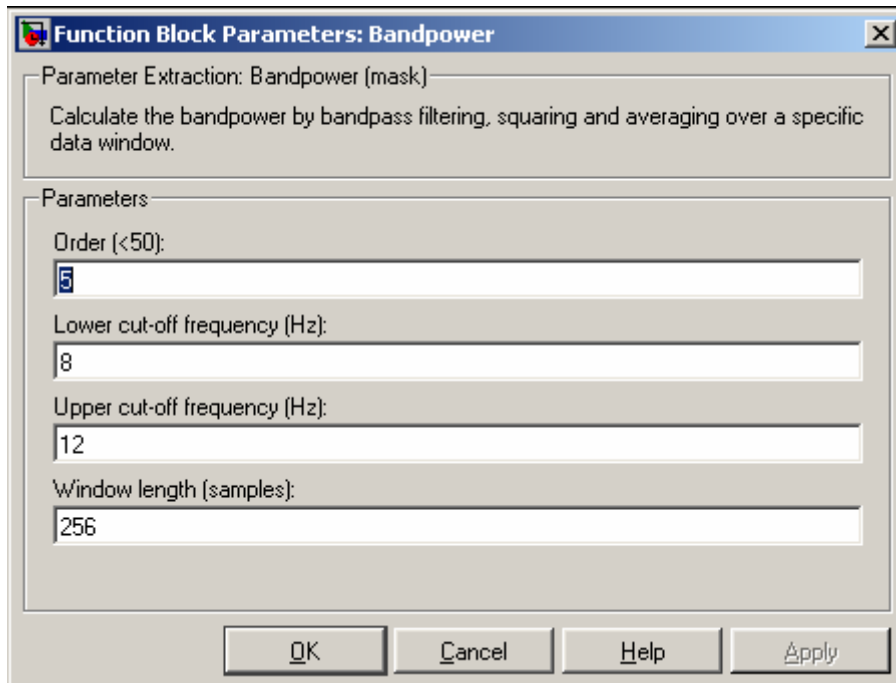 Function Block Parameters: Bandpower
Parameter Extraction: Bandpower (mask)
Calculate the bandpower by bandpass filtering, squaring and averaging over a specific
data window.
Parameters
Order (<50):
5
Lower cut-off frequency (Hz):
8
Upper cut-off frequency (Hz):
12
Window length (samples):
256
OK Cancel Help Apply